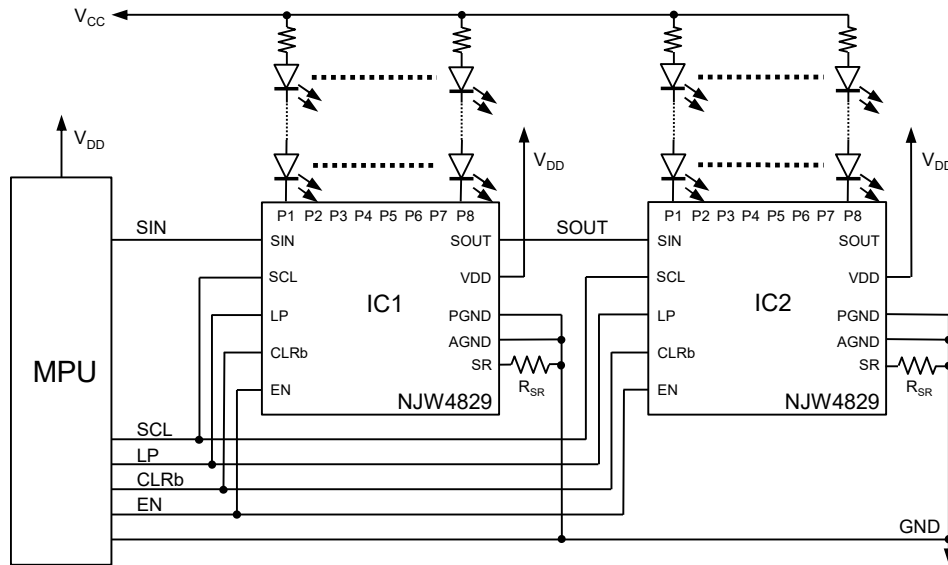 VCC
VDD
VDD
VDD
P1 P2 P3 P4 P5 P6 P7 P8
P1 P2 P3 P4 P5 P6 P7 P8
SIN
SIN
SOUT
SOUT
SIN
SOUT
SCL
VDD
SCL
VDD
IC1
IC2
LP
PGND
LP
PGND
AGND
AGND
MPU
CLRb
SR
CLRb
SR
RSR
RSR
EN
EN
NJW4829
NJW4829
SCL
LP
CLRb
EN
GND